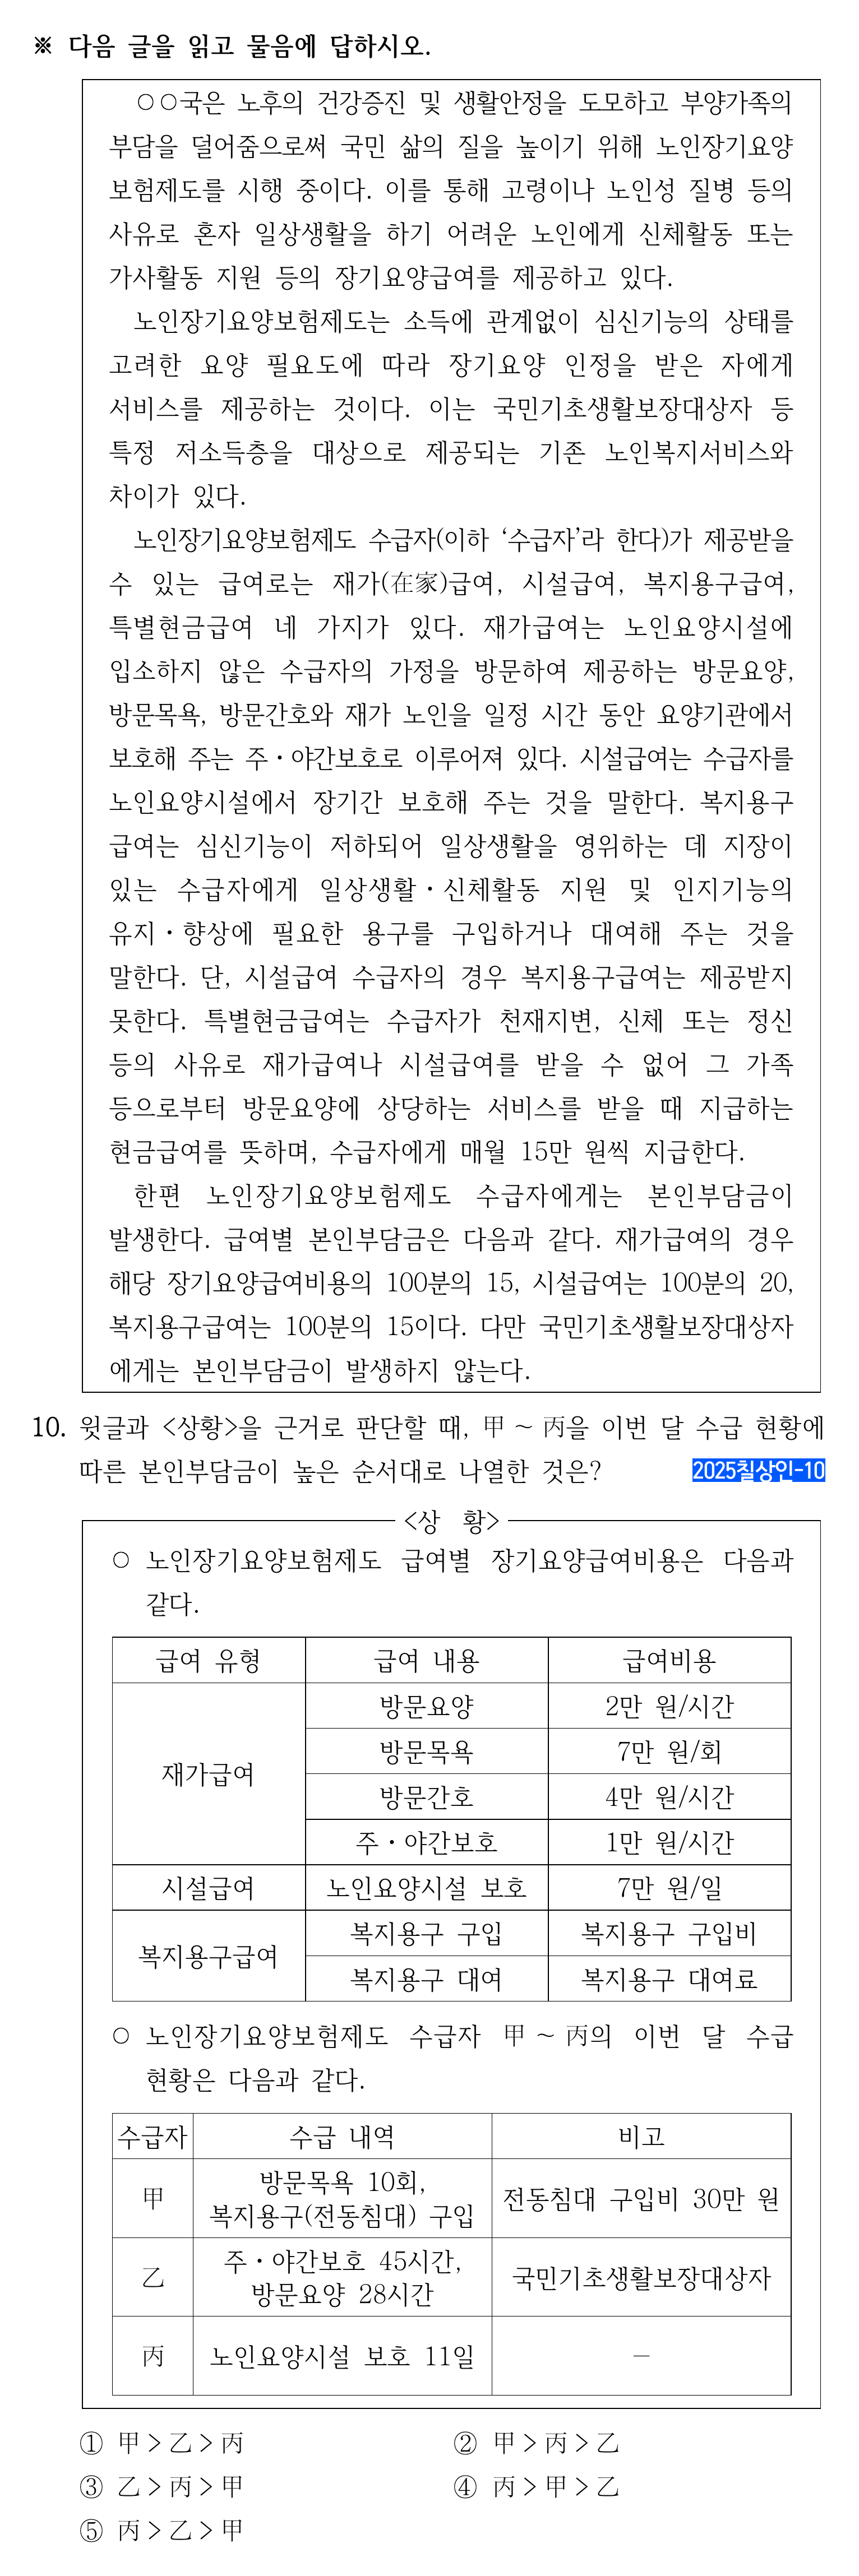 ※ 다음 글을 읽고 물음에 답하시오.
○○국은 노후의 건강증진 및 생활안정을 도모하고 부양가족의
부담을 덜어줌으로써 국민 삶의 질을 높이기 위해 노인장기요양
보험제도를 시행 중이다. 이를 통해 고령이나 노인성 질병 등의
사유로 혼자 일상생활을 하기 어려운 노인에게 신체활동 또는
가사활동 지원 등의 장기요양급여를 제공하고 있다.
노인장기요양보험제도는 소득에 관계없이 심신기능의 상태를
고려한 요양 필요도에 따라 장기요양 인정을 받은 자에게
서비스를 제공하는 것이다. 이는 국민기초생활보장대상자 등
특정 저소득층을 대상으로 제공되는 기존 노인복지서비스와
차이가 있다.
노인장기요양보험제도 수급자(이하 ‘수급자’라 한다)가 제공받을
수 있는 급여로는 재가(在家)급여, 시설급여, 복지용구급여,
특별현금급여 네 가지가 있다. 재가급여는 노인요양시설에
입소하지 않은 수급자의 가정을 방문하여 제공하는 방문요양,
방문목욕, 방문간호와 재가 노인을 일정 시간 동안 요양기관에서
보호해 주는 주･야간보호로 이루어져 있다. 시설급여는 수급자를
노인요양시설에서 장기간 보호해 주는 것을 말한다. 복지용구
급여는 심신기능이 저하되어 일상생활을 영위하는 데 지장이
있는 수급자에게 일상생활･신체활동 지원 및 인지기능의
유지･향상에 필요한 용구를 구입하거나 대여해 주는 것을
말한다. 단, 시설급여 수급자의 경우 복지용구급여는 제공받지
못한다. 특별현금급여는 수급자가 천재지변, 신체 또는 정신
등의 사유로 재가급여나 시설급여를 받을 수 없어 그 가족
등으로부터 방문요양에 상당하는 서비스를 받을 때 지급하는
현금급여를 뜻하며, 수급자에게 매월 15만 원씩 지급한다.
한편 노인장기요양보험제도 수급자에게는 본인부담금이
발생한다. 급여별 본인부담금은 다음과 같다. 재가급여의 경우
해당 장기요양급여비용의 100분의 15, 시설급여는 100분의 20,
복지용구급여는 100분의 15이다. 다만 국민기초생활보장대상자
에게는 본인부담금이 발생하지 않는다.
10. 윗글과 <상황>을 근거로 판단할 때, 甲~丙을 이번 달 수급 현황에
따른 본인부담금이 높은 순서대로 나열한 것은? 2025칠상인-10
<상 황>
○ 노인장기요양보험제도 급여별 장기요양급여비용은 다음과
같다.
급여 유형 급여 내용 급여비용
재가급여 방문요양 2만 원/시간
방문목욕 7만 원/회
방문간호 4만 원/시간
주･야간보호 1만 원/시간
시설급여 노인요양시설 보호 7만 원/일
복지용구급여 복지용구 구입 복지용구 구입비
복지용구 대여 복지용구 대여료
○ 노인장기요양보험제도 수급자 甲~丙의 이번 달 수급
현황은 다음과 같다.
수급자 수급 내역 비고
甲 방문목욕 10회,
복지용구(전동침대) 구입 전동침대 구입비 30만 원
乙 주･야간보호 45시간,
방문요양 28시간 국민기초생활보장대상자
丙 노인요양시설 보호 11일 －
① 甲>乙>丙 ② 甲>丙>乙
③ 乙>丙>甲 ④ 丙>甲>乙
⑤ 丙>乙>甲